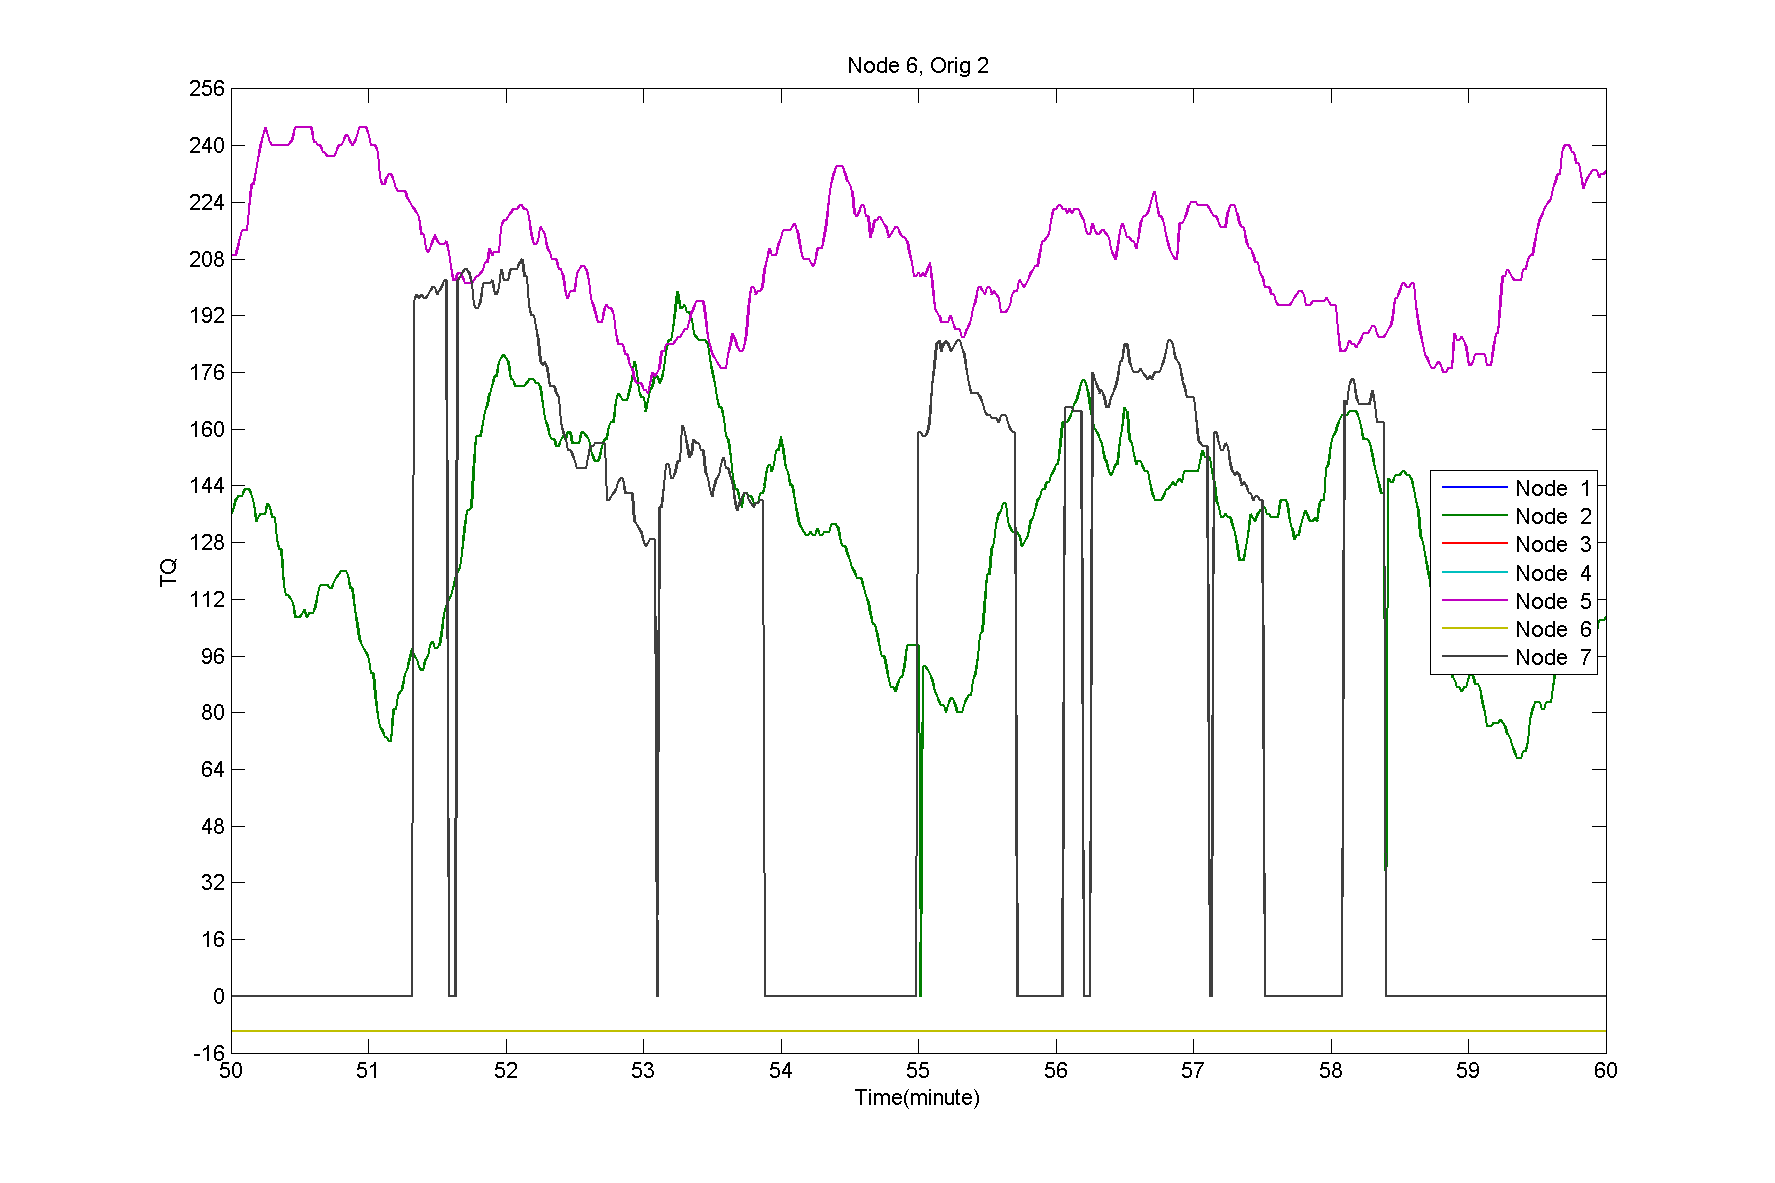 Node 6, Orig 2
256
240
224
208
192
176
160
144
128
112
96
80
64
48
32
16
0
-16
TQ
Node 1
Node 2
Node 3
Node 4
Node 5
Node 6
Node 7
50 51 52 53 54 55 56 57 58 59 60
Time(minute)